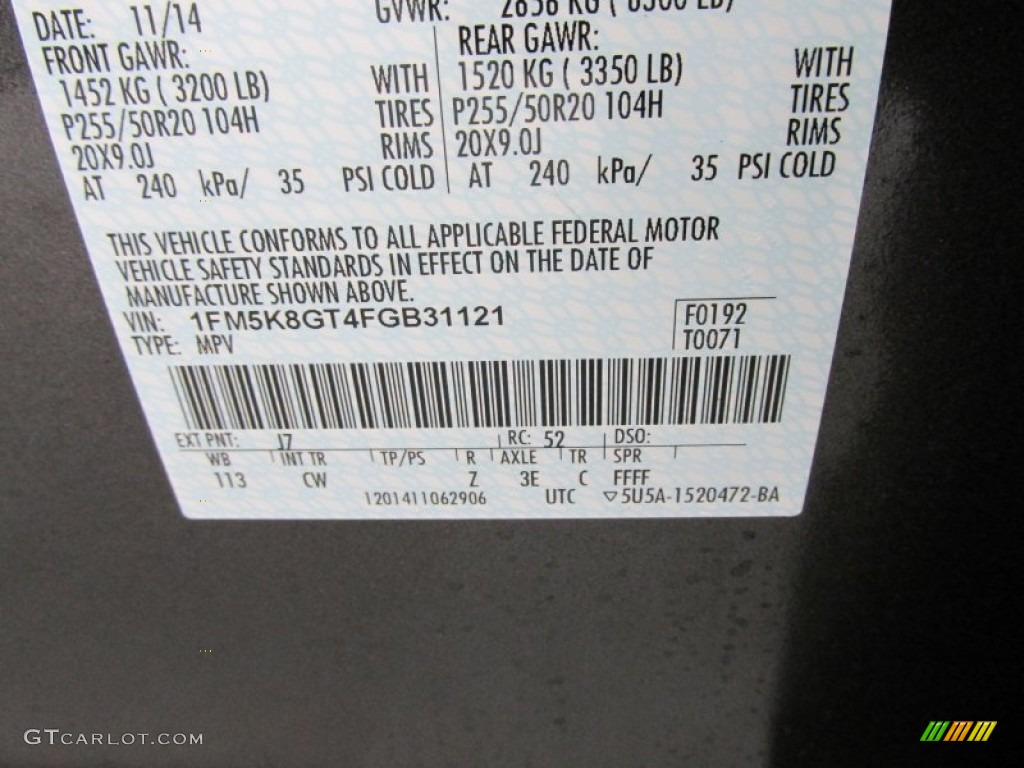 DATE: 11/14 GVWR:
FRONT GAWR: REAR GAWR:
1452 KG ( 3200 LB) WITH 1520 KG ( 3350 LB) WITH
P255/50R20 104H TIRES P255/50R20 104H TIRES
20X9.0J RIMS 20X9.0J RIMS
AT 240 kPa/ 35 PSI COLD AT 240 kPa/ 35 PSI COLD
THIS VEHICLE CONFORMS TO ALL APPLICABLE FEDERAL MOTOR
VEHICLE SAFETY STANDARDS IN EFFECT ON THE DATE OF
MANUFACTURE SHOWN ABOVE.
VIN: 1FM5K8GT4FGB31121 F0192
TYPE: MPV T0071
EXT PNT: J7 RC: 52 DSO:
WB INT TR TP/PS R AXLE TR SPR
113 CW Z 3E C FFFF
1201411062906 UTC ▽5U5A-1520472-BA
GTCARLOT.COM